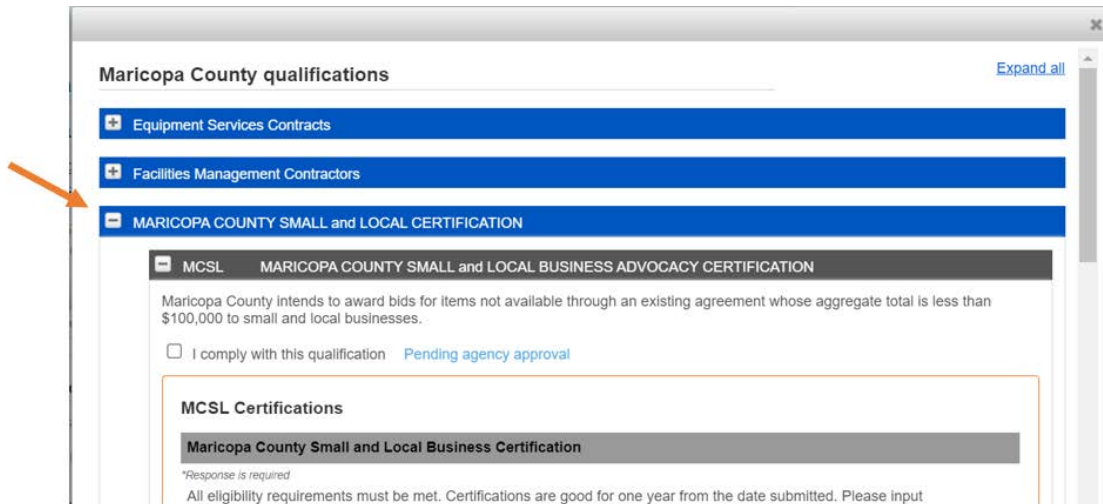 Maricopa County qualifications
Expand all
Equipment Services Contracts
Facilities Management Contractors
MARICOPA COUNTY SMALL and LOCAL CERTIFICATION
MCSL MARICOPA COUNTY SMALL and LOCAL BUSINESS ADVOCACY CERTIFICATION
Maricopa County intends to award bids for items not available through an existing agreement whose aggregate total is less than
$100,000 to small and local businesses.
I comply with this qualification Pending agency approval
MCSL Certifications
Maricopa County Small and Local Business Certification
*Response is required
All eligibility requirements must be met. Certifications are good for one year from the date submitted. Please input